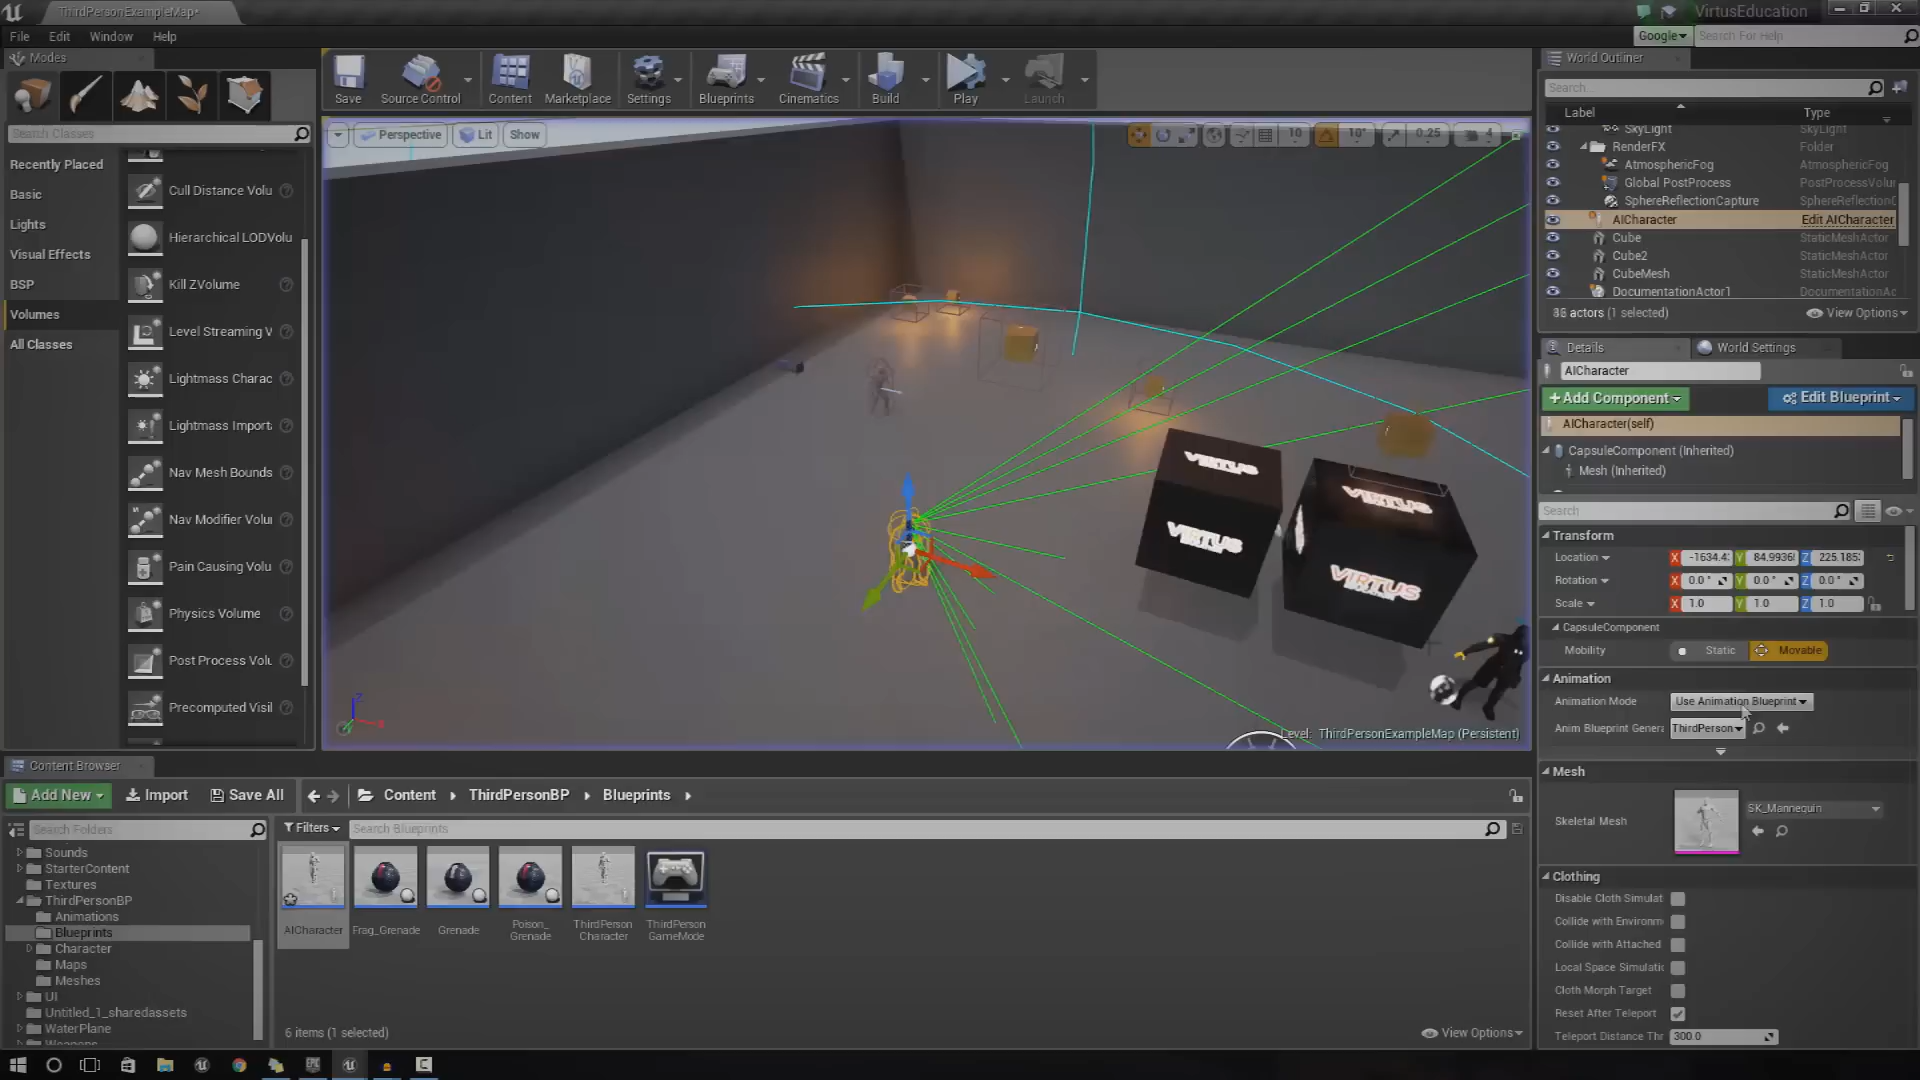 ThirdPersonExampleMap*
VirtusEducation
File Edit Window Help
Google Search For Help
Modes
Save Source Control Content Marketplace Settings Blueprints Cinematics Build Play Launch
World Outliner
Search...
Label Type
Search Classes
Perspective Lit Show
10 10° 0.25 4
SkyLight SkyLight
RenderFX Folder
AtmosphericFog AtmosphericFog
Global PostProcess PostProcessVolur
SphereReflectionCapture SphereReflectionC
AICharacter Edit AICharacter
Cube StaticMeshActor
Cube2 StaticMeshActor
CubeMesh StaticMeshActor
DocumentationActor1 DocumentationAc
86 actors (1 selected) View Options
Recently Placed
Basic
Lights
Visual Effects
BSP
Volumes
All Classes
Cull Distance Volu
Hierarchical LODVolu
Kill ZVolume
Level Streaming V
Lightmass Charac
Lightmass Import
Nav Mesh Bounds
Nav Modifier Volu
Pain Causing Volu
Physics Volume
Post Process Volu
Precomputed Visil
VIRTUS
VIRTUS
VIRTUS
VIRTUS
Level: ThirdPersonExampleMap (Persistent)
Details World Settings
AICharacter
+Add Component Edit Blueprint
AICharacter(self)
CapsuleComponent (Inherited)
Mesh (Inherited)
Search
Transform
Location X -1634.4 Y 84.9936 Z 225.185
Rotation X 0.0° Y 0.0° Z 0.0°
Scale X 1.0 Y 1.0 Z 1.0
CapsuleComponent
Mobility Static Movable
Animation
Animation Mode Use Animation Blueprint
Anim Blueprint Genera ThirdPerson
Mesh
Skeletal Mesh SK_Mannequin
Clothing
Disable Cloth Simulat
Collide with Environm
Collide with Attached
Local Space Simulatic
Cloth Morph Target
Reset After Teleport
Teleport Distance Thr 300.0
Content Browser
Add New Import Save All Content ThirdPersonBP Blueprints
Search Folders
Filters Search Blueprints
Sounds
StarterContent
Textures
ThirdPersonBP
Animations
Blueprints
Character
Maps
Meshes
UI
Untitled_1_sharedassets
WaterPlane
Weapons
AICharacter
Frag_Grenade
Grenade
Poison_
Grenade
ThirdPerson
Character
ThirdPerson
GameMode
6 items (1 selected) View Options